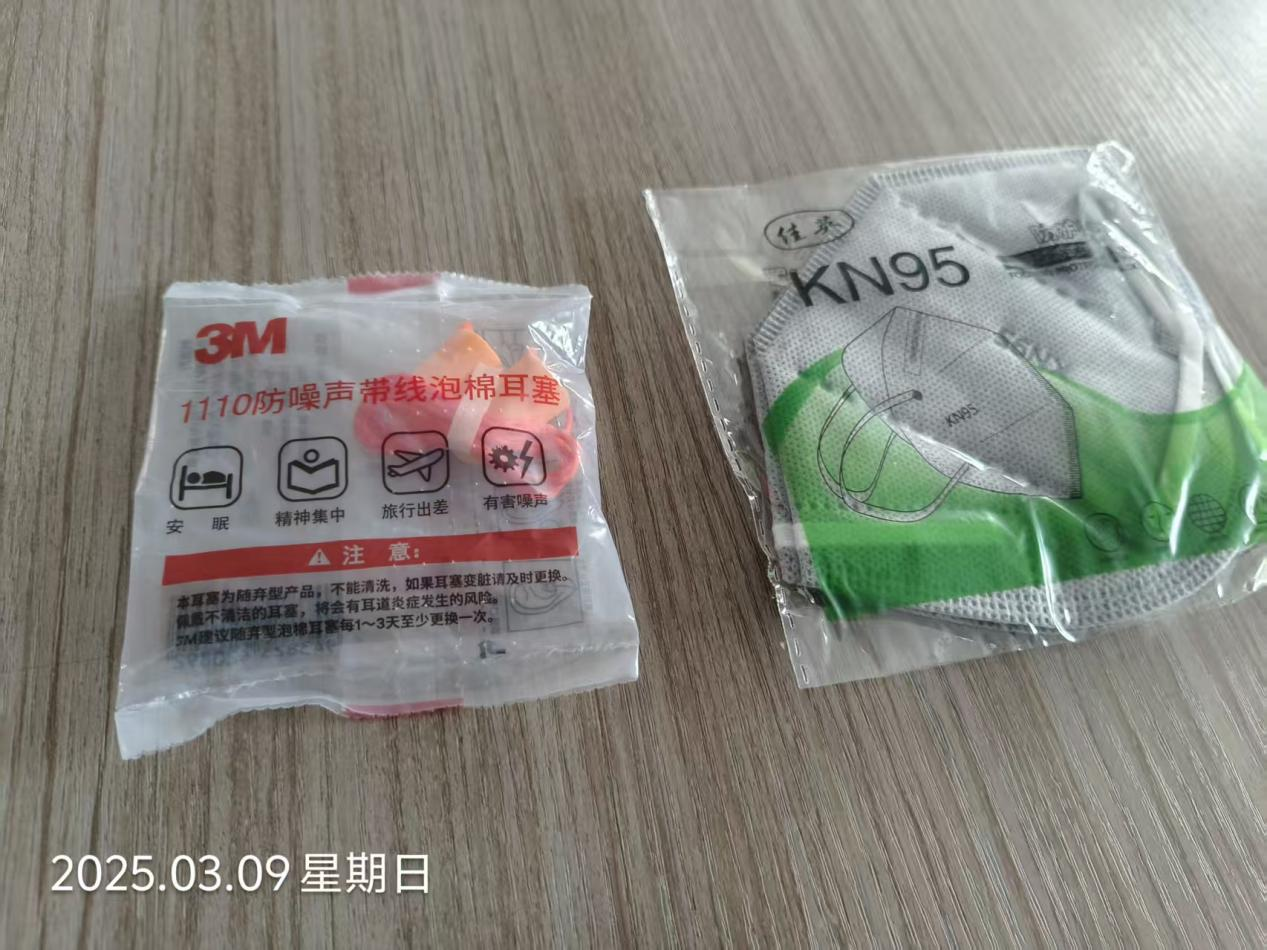 3M
1110防噪声带线泡棉耳塞
安 眠
精神集中
旅行出差
有害噪声
注 意:
本耳塞为随弃型产品，不能清洗，如果耳塞变脏请及时更换。
佩戴不清洁的耳塞，将会有耳道炎症发生的风险。
3M建议随弃型泡棉耳塞每1～3天至少更换一次。
佳英
KN95
KN95
2025.03.09 星期日